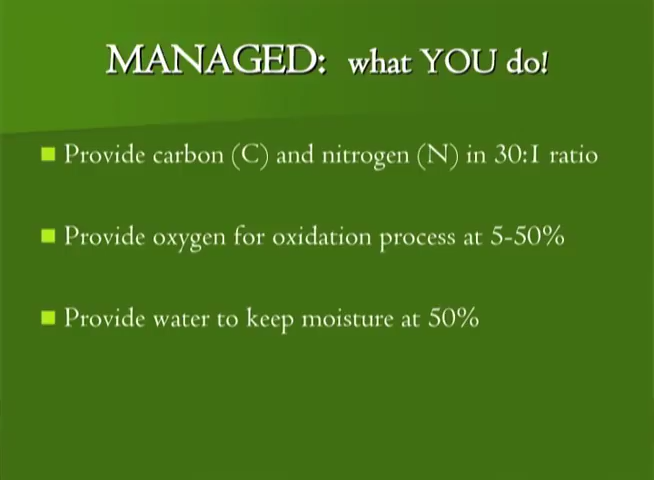 MANAGED: what YOU do!
Provide carbon (C) and nitrogen (N) in 30:1 ratio
Provide oxygen for oxidation process at 5-50%
Provide water to keep moisture at 50%